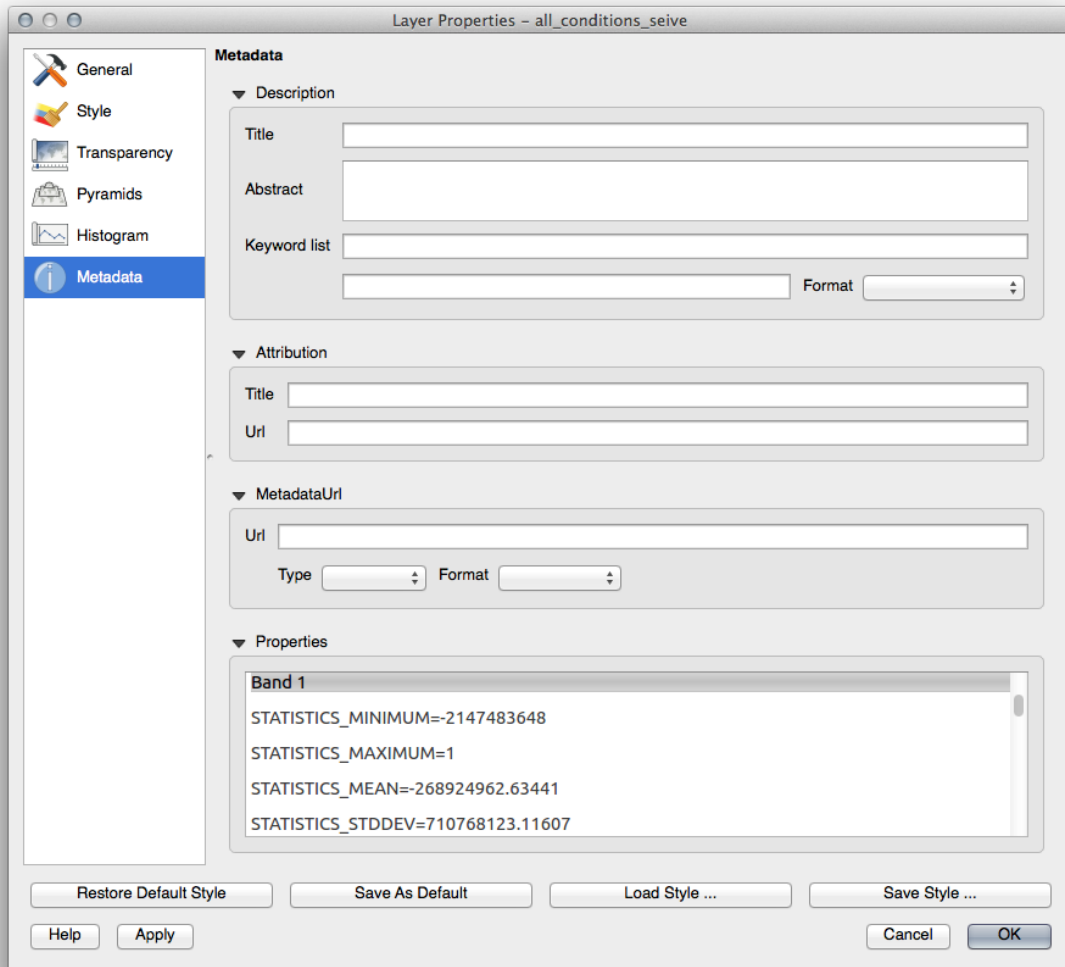 Layer Properties – all_conditions_seive
General
Style
Transparency
Pyramids
Histogram
Metadata
Metadata
Description
Title
Abstract
Keyword list
Format
Attribution
Title
Url
MetadataUrl
Url
Type Format
Properties
Band 1
STATISTICS_MINIMUM=-2147483648
STATISTICS_MAXIMUM=1
STATISTICS_MEAN=-268924962.63441
STATISTICS_STDDEV=710768123.11607
Restore Default Style Save As Default Load Style ... Save Style ...
Help Apply Cancel OK